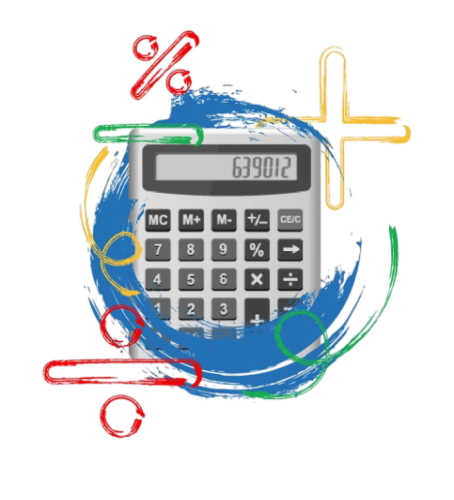 %
+
639012
MC M+ M- +/- CE/C
7 8 9 % →
4 5 6 × ÷
1 2 3 +